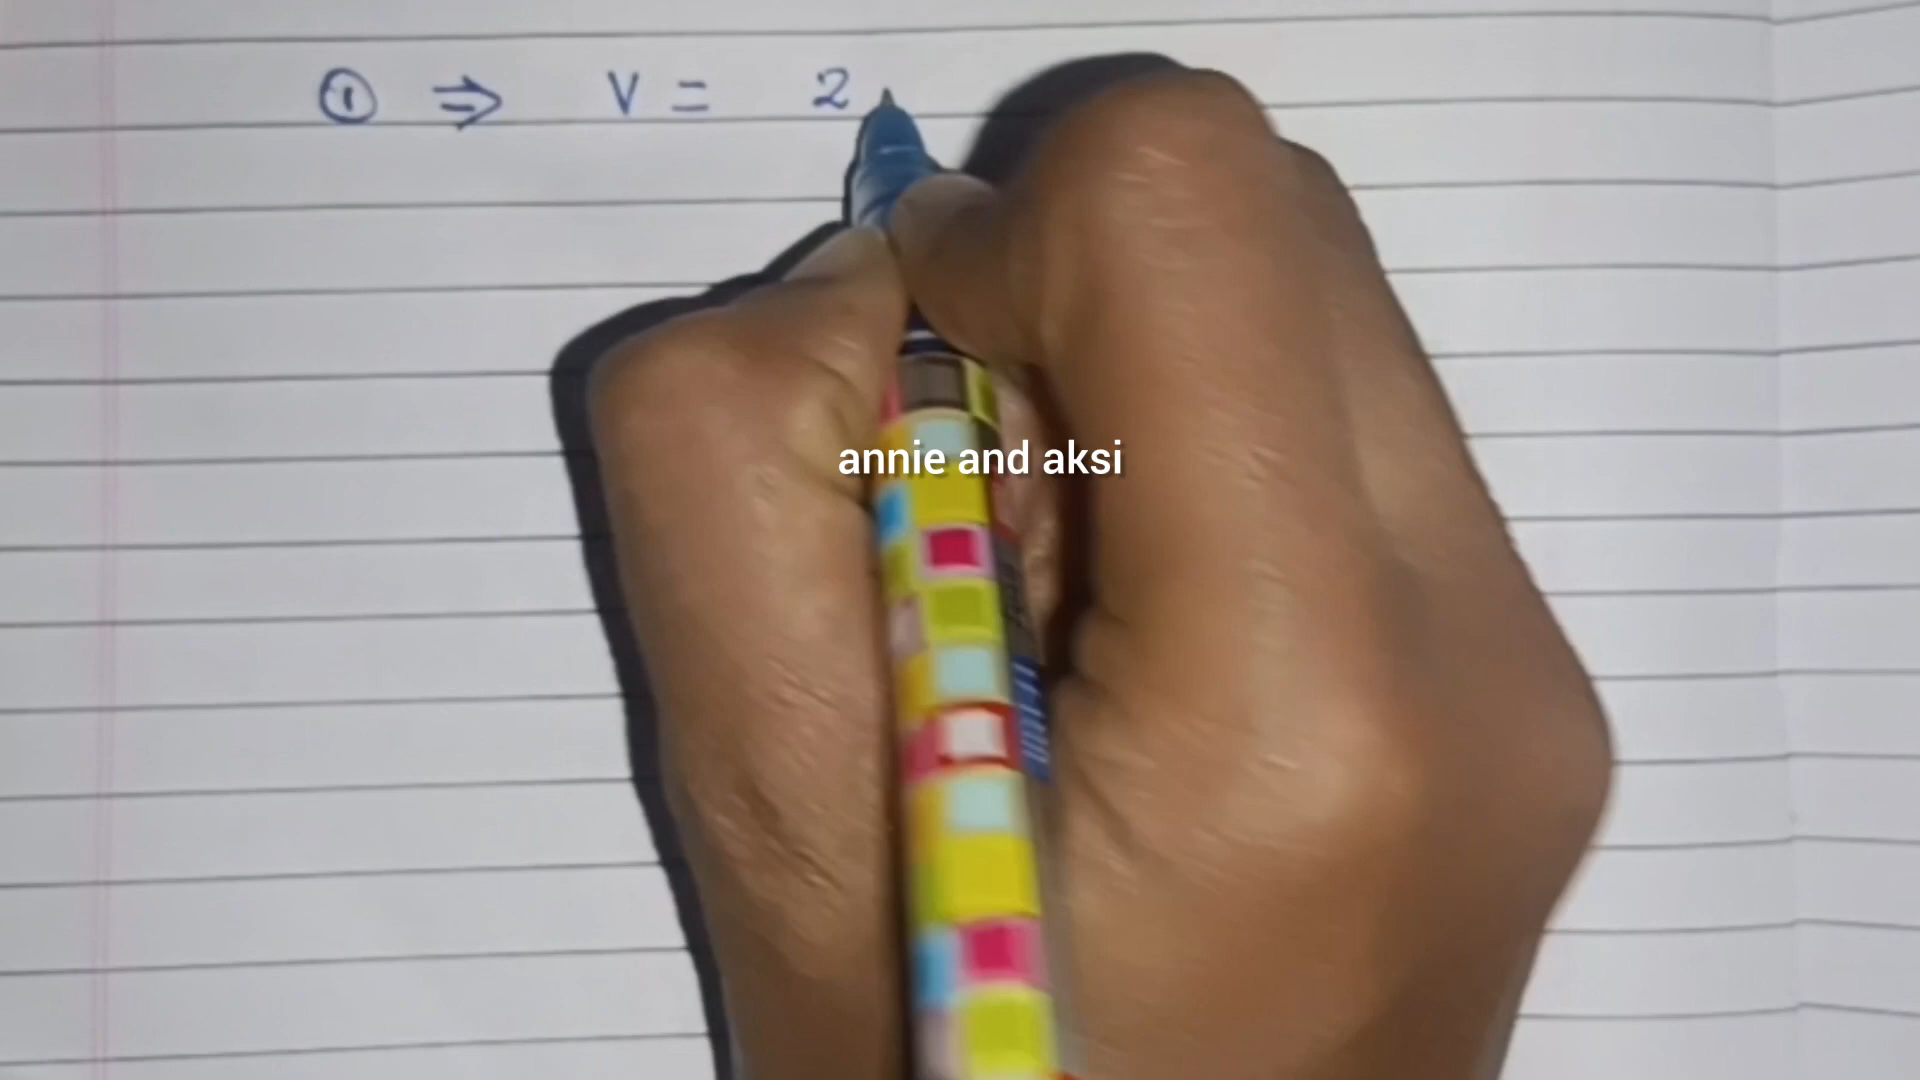 ① ⇒ V = 2
annie and aksi